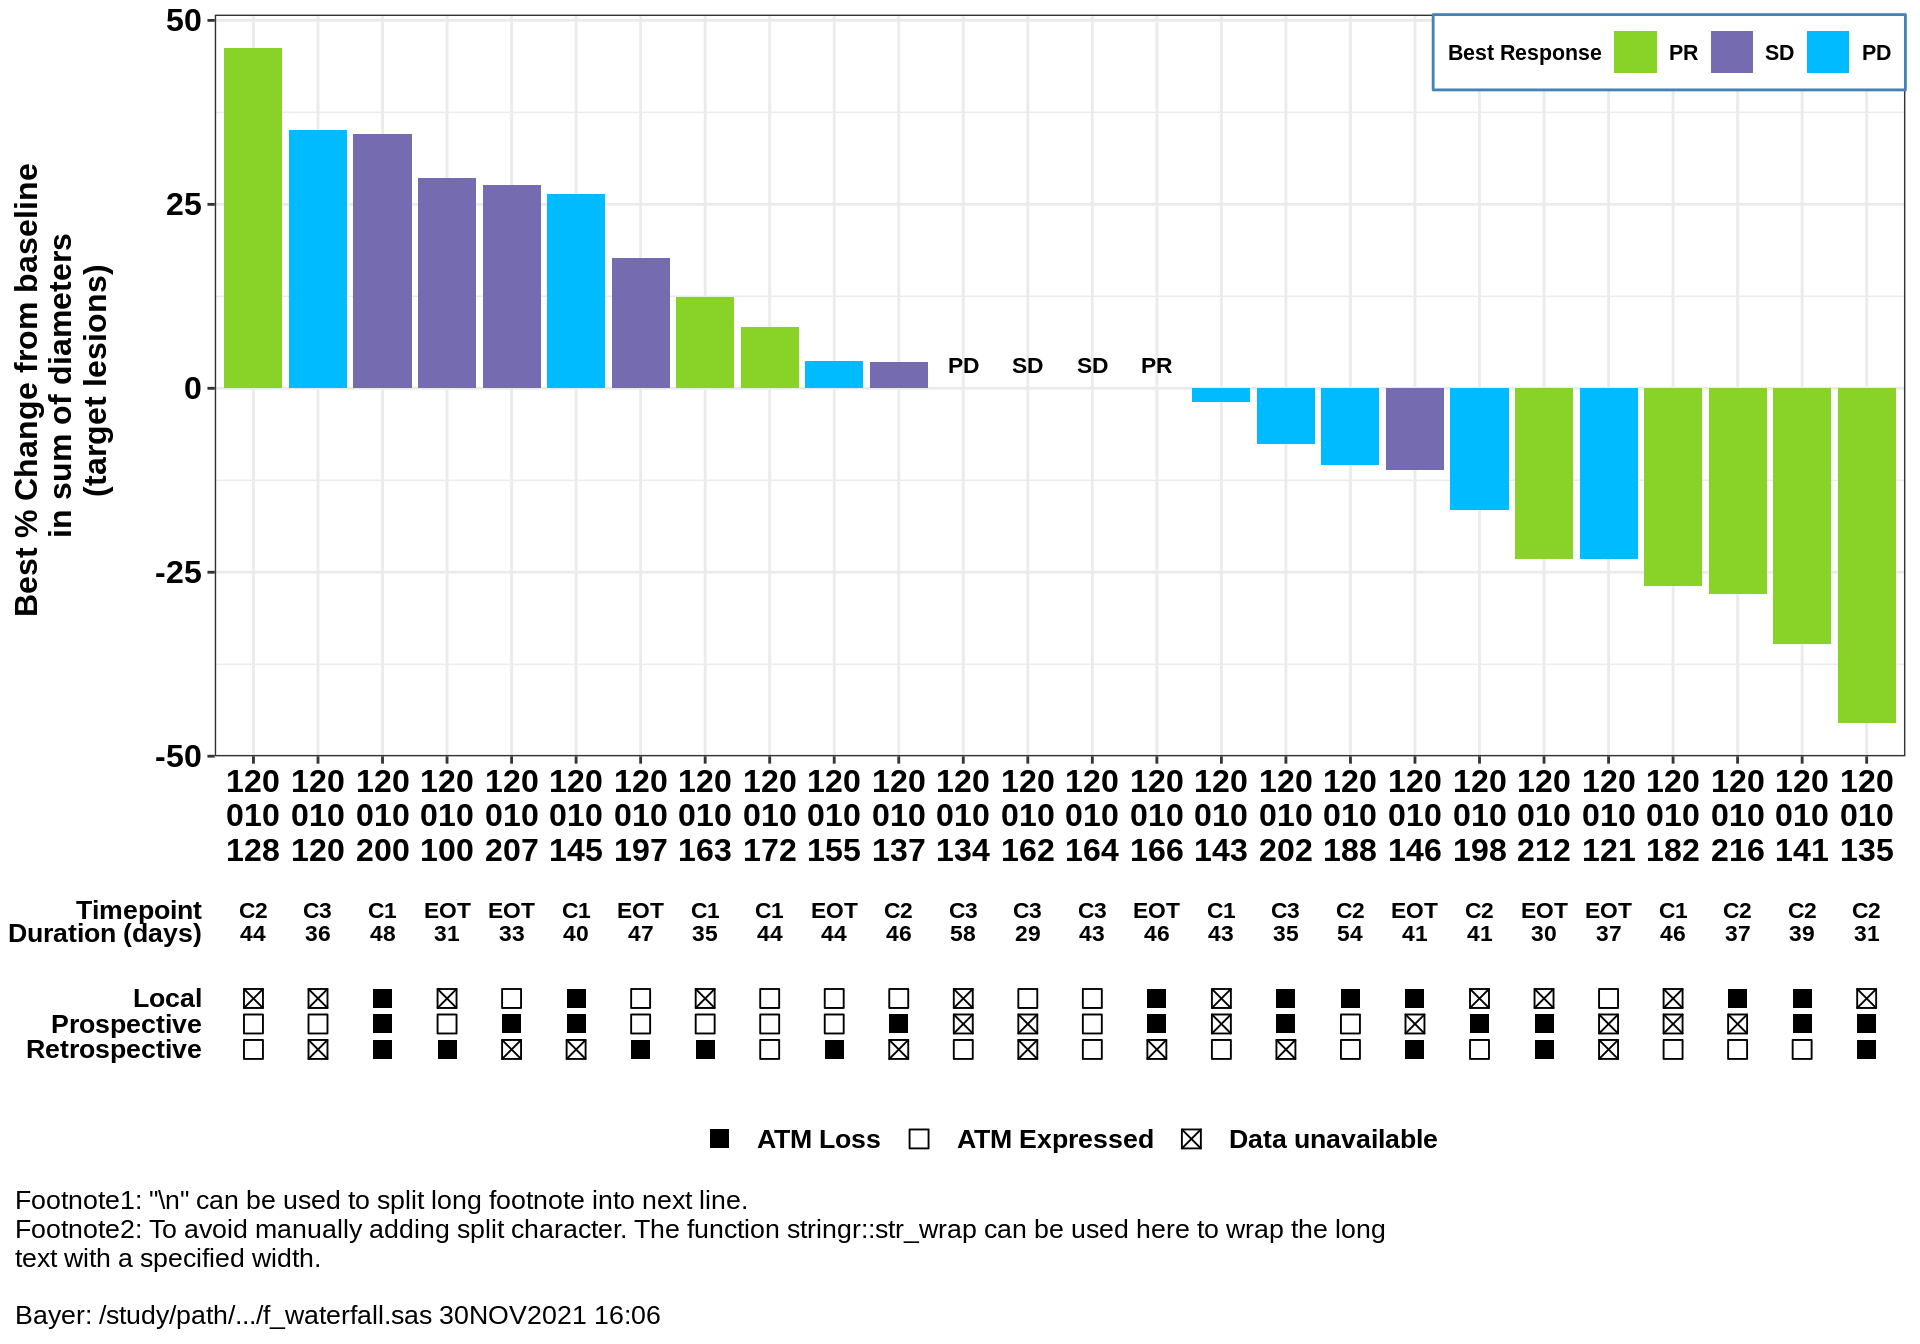 50
Best Response PR SD PD
25
0
-25
-50
Best % Change from baseline
in sum of diameters
(target lesions)
PD SD SD PR
120 120 120 120 120 120 120 120 120 120 120 120 120 120 120 120 120 120 120 120 120 120 120 120 120 120
010 010 010 010 010 010 010 010 010 010 010 010 010 010 010 010 010 010 010 010 010 010 010 010 010 010
128 120 200 100 207 145 197 163 172 155 137 134 162 164 166 143 202 188 146 198 212 121 182 216 141 135
Timepoint C2 C3 C1 EOT EOT C1 EOT C1 C1 EOT C2 C3 C3 C3 EOT C1 C3 C2 EOT C2 EOT EOT C1 C2 C2 C2
Duration (days) 44 36 48 31 33 40 47 35 44 44 46 58 29 43 46 43 35 54 41 41 30 37 46 37 39 31
Local
Prospective
Retrospective
ATM Loss ATM Expressed Data unavailable
Footnote1: "\n" can be used to split long footnote into next line.
Footnote2: To avoid manually adding split character. The function stringr::str_wrap can be used here to wrap the long
text with a specified width.
Bayer: /study/path/.../f_waterfall.sas 30NOV2021 16:06